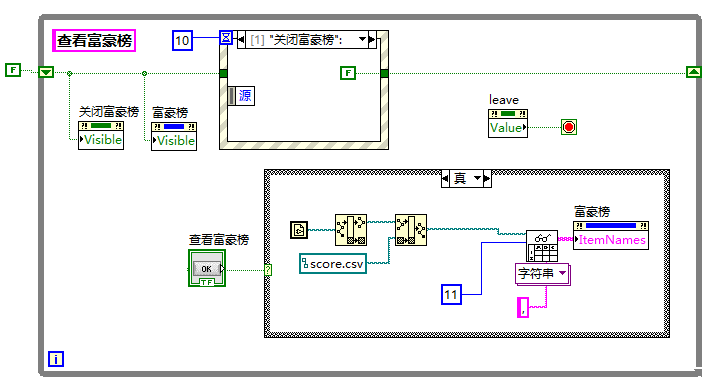 查看富豪榜
10
[1] "关闭富豪榜":
F
F
源
关闭富豪榜
富豪榜
?! ?!
?! ?!
Visible
Visible
leave
?! ?!
Value
真
富豪榜
?! ?!
ItemNames
查看富豪榜
OK
TF
?
score.csv
11
字符串
,
i